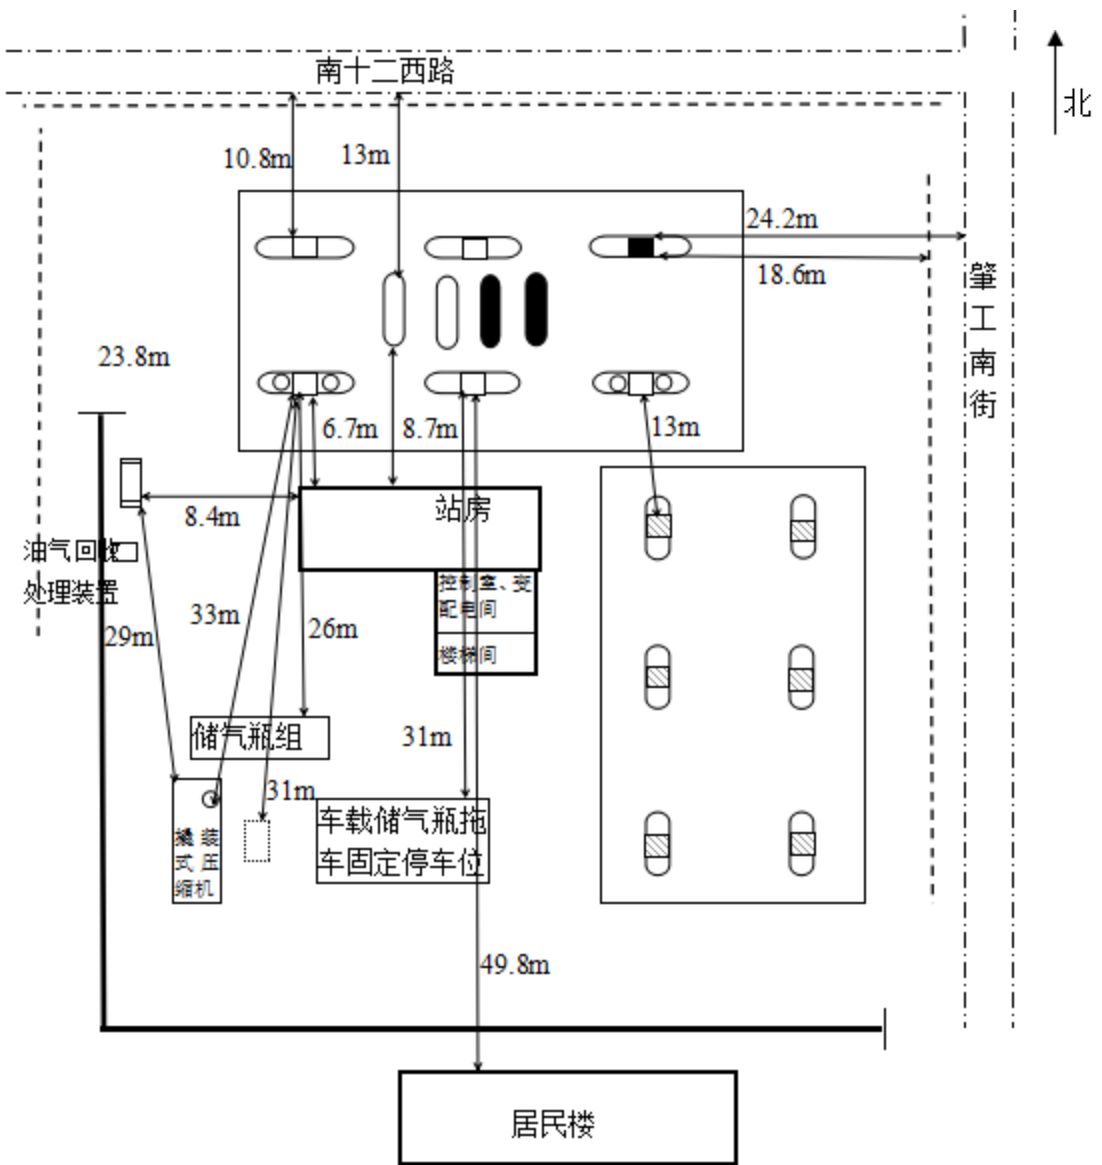 南十二西路
北
10.8m
13m
24.2m
18.6m
肇工南街
23.8m
6.7m
8.7m
13m
站房
8.4m
油气回收
处理装置
控制室、变
配电间
楼梯间
29m
33m
26m
储气瓶组
31m
31m
车载储气瓶拖
车固定停车位
撬装
式压
缩机
49.8m
居民楼